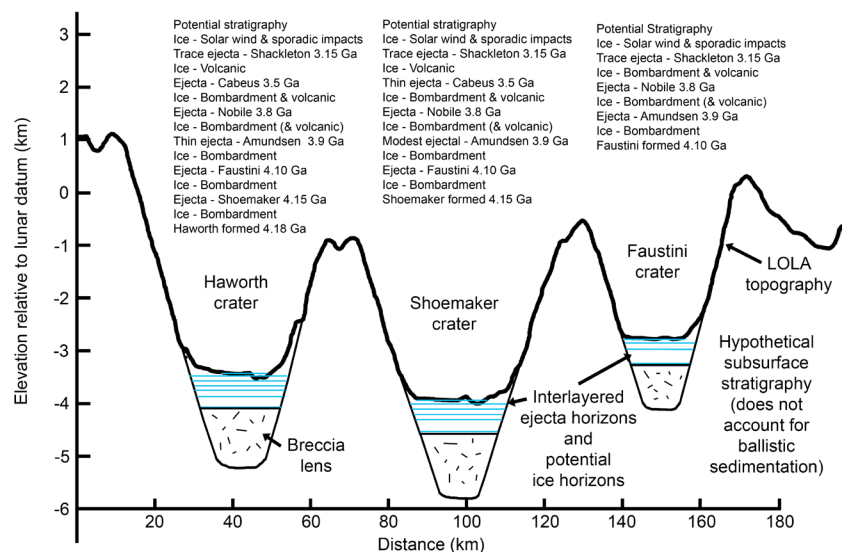 Potential stratigraphy
Ice - Solar wind & sporadic impacts
Trace ejecta - Shackleton 3.15 Ga
Ice - Volcanic
Ejecta - Cabeus 3.5 Ga
Ice - Bombardment & volcanic
Ejecta - Nobile 3.8 Ga
Ice - Bombardment (& volcanic)
Thin ejecta - Amundsen 3.9 Ga
Ice - Bombardment
Ejecta - Faustini 4.10 Ga
Ice - Bombardment
Ejecta - Shoemaker 4.15 Ga
Ice - Bombardment
Haworth formed 4.18 Ga
Potential stratigraphy
Ice - Solar wind & sporadic impacts
Trace ejecta - Shackleton 3.15 Ga
Ice - Volcanic
Thin ejecta - Cabeus 3.5 Ga
Ice - Bombardment & volcanic
Ejecta - Nobile 3.8 Ga
Ice - Bombardment (& volcanic)
Modest ejectal - Amundsen 3.9 Ga
Ice - Bombardment
Ejecta - Faustini 4.10 Ga
Ice - Bombardment
Shoemaker formed 4.15 Ga
Potential Stratigraphy
Ice - Solar wind & sporadic impacts
Trace ejecta - Shackleton 3.15 Ga
Ice - Bombardment & volcanic
Ejecta - Nobile 3.8 Ga
Ice - Bombardment (& volcanic)
Ejecta - Amundsen 3.9 Ga
Ice - Bombardment
Faustini formed 4.10 Ga
Elevation relative to lunar datum (km)
3
2
1
0
-1
-2
-3
-4
-5
-6
Haworth
crater
Shoemaker
crater
Faustini
crater
LOLA
topography
Breccia
lens
Interlayered
ejecta horizons
and
potential
ice horizons
Hypothetical
subsurface
stratigraphy
(does not
account for
ballistic
sedimentation)
20
40
60
80
100
120
140
160
180
Distance (km)